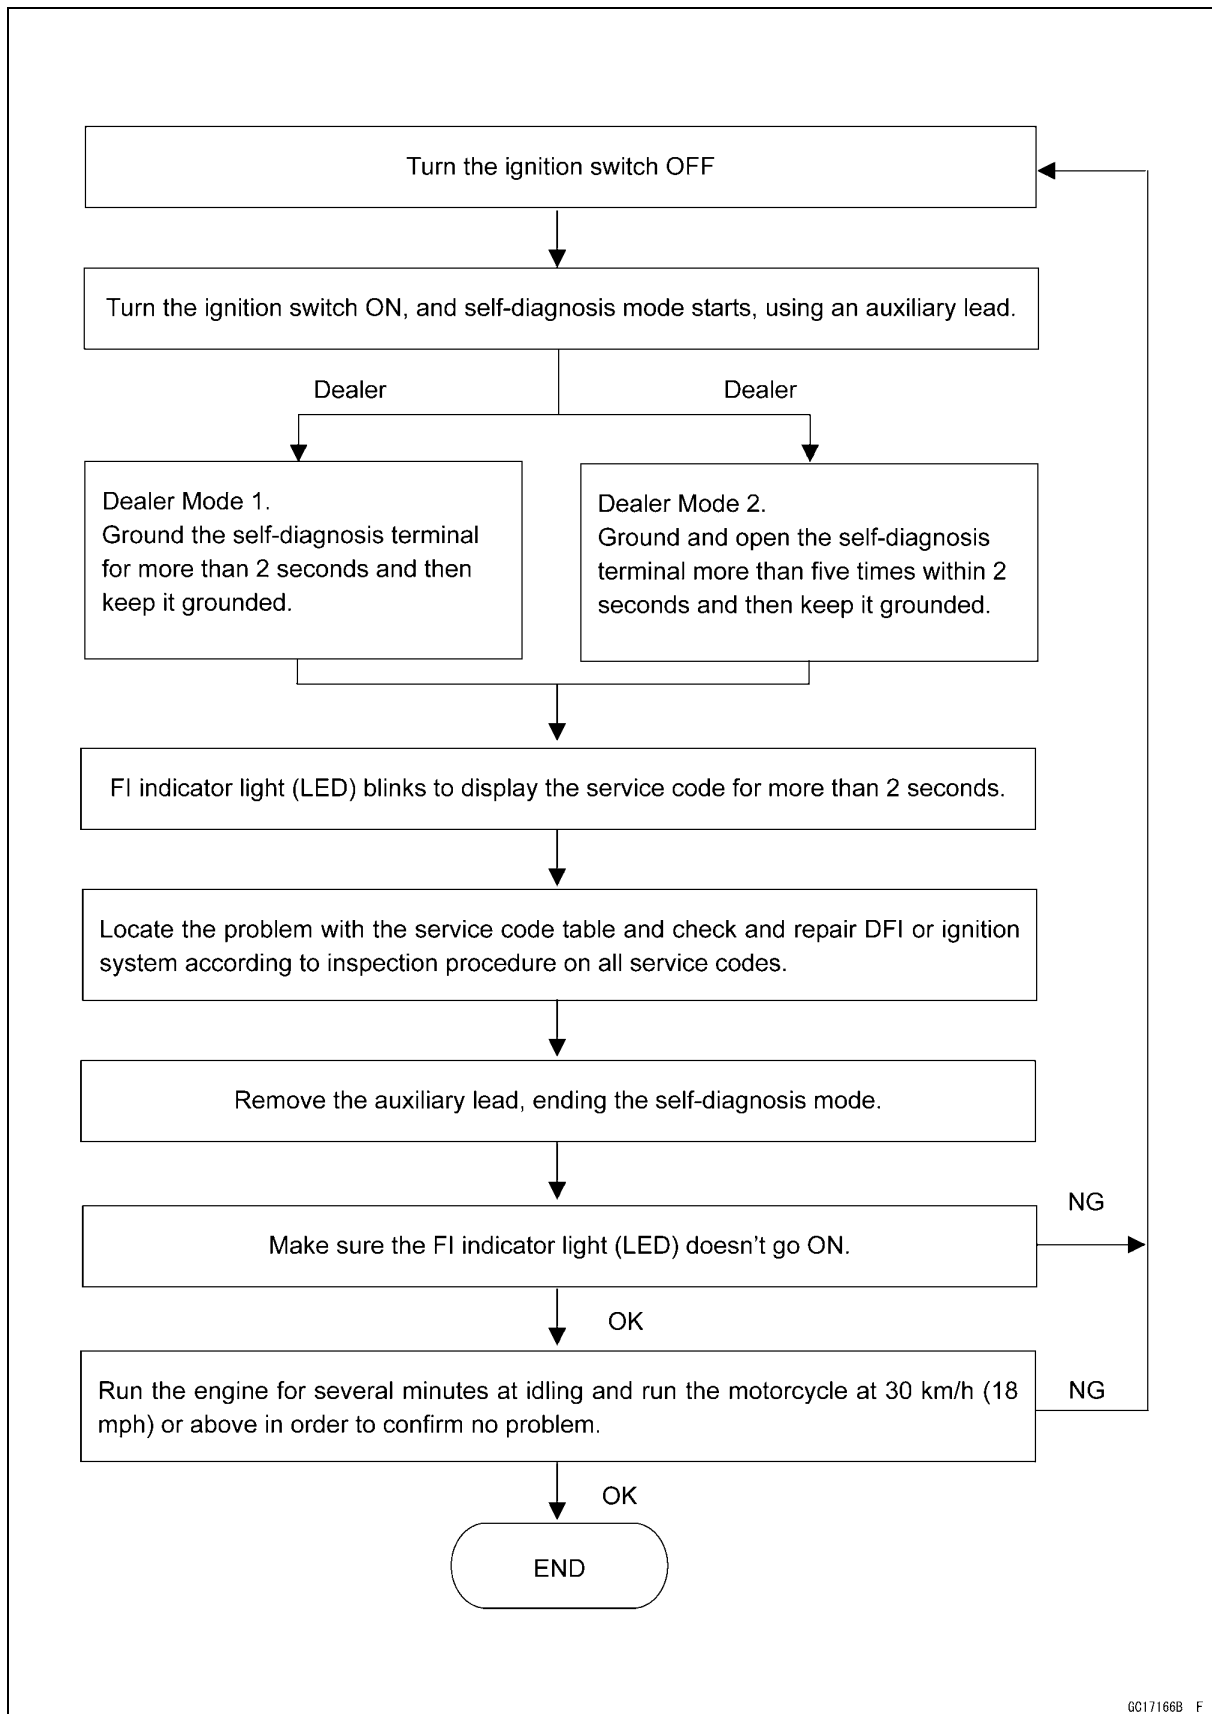 Turn the ignition switch OFF
Turn the ignition switch ON, and self-diagnosis mode starts, using an auxiliary lead.
Dealer
Dealer
Dealer Mode 1.
Ground the self-diagnosis terminal
for more than 2 seconds and then
keep it grounded.
Dealer Mode 2.
Ground and open the self-diagnosis
terminal more than five times within 2
seconds and then keep it grounded.
FI indicator light (LED) blinks to display the service code for more than 2 seconds.
Locate the problem with the service code table and check and repair DFI or ignition
system according to inspection procedure on all service codes.
Remove the auxiliary lead, ending the self-diagnosis mode.
NG
Make sure the FI indicator light (LED) doesn't go ON.
OK
Run the engine for several minutes at idling and run the motorcycle at 30 km/h (18
mph) or above in order to confirm no problem.
NG
OK
END
GC17166B F